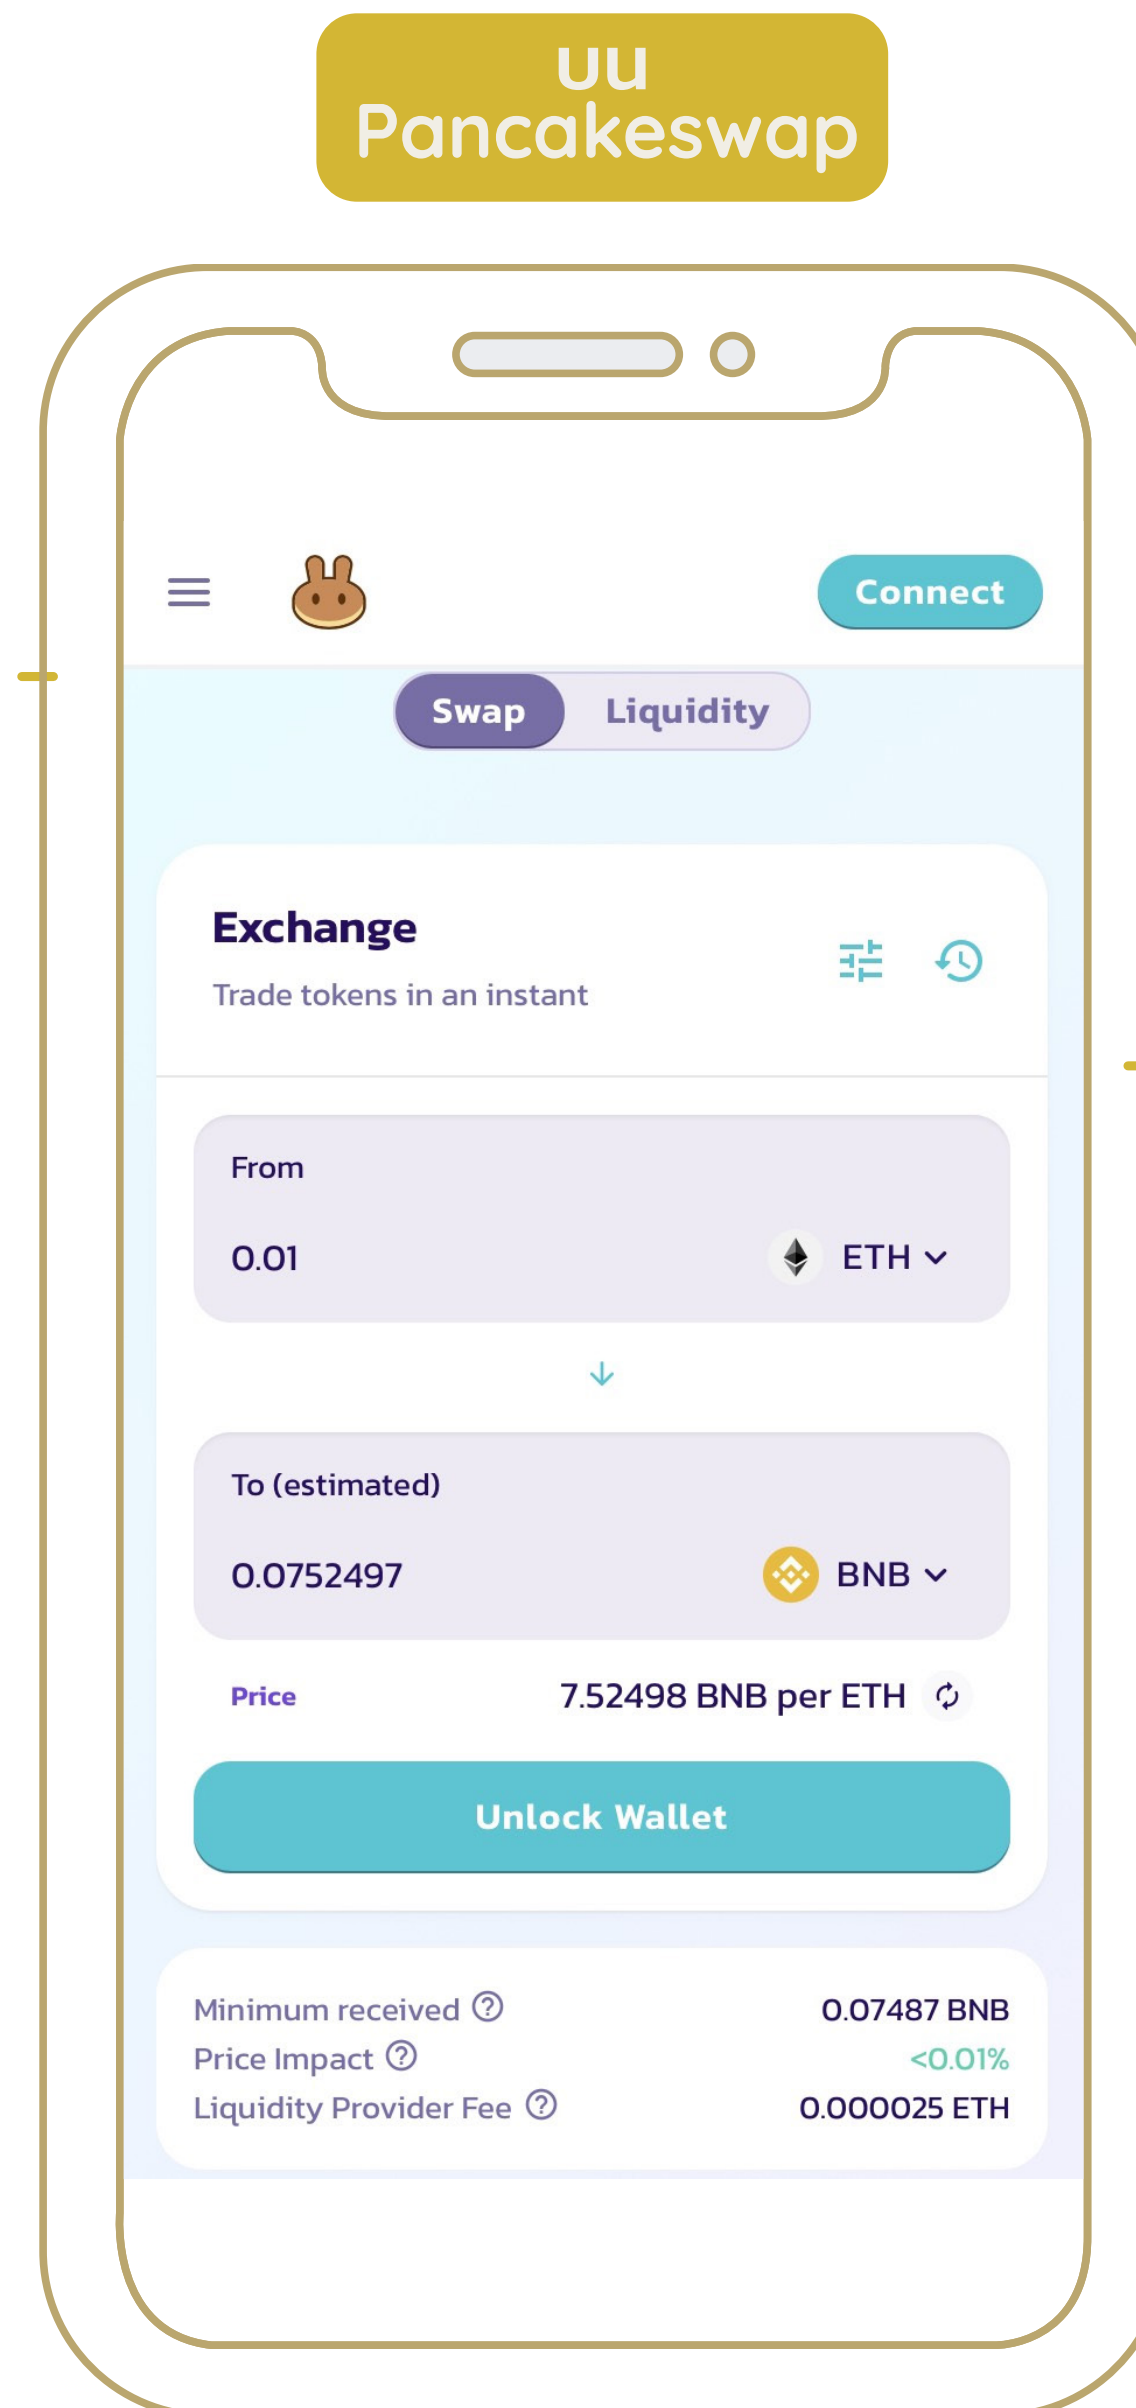 บน
Pancakeswap
Connect
Swap Liquidity
Exchange
Trade tokens in an instant
From
0.01 ETH
To (estimated)
0.0752497 BNB
Price 7.52498 BNB per ETH
Unlock Wallet
Minimum received 0.07487 BNB
Price Impact <0.01%
Liquidity Provider Fee 0.000025 ETH